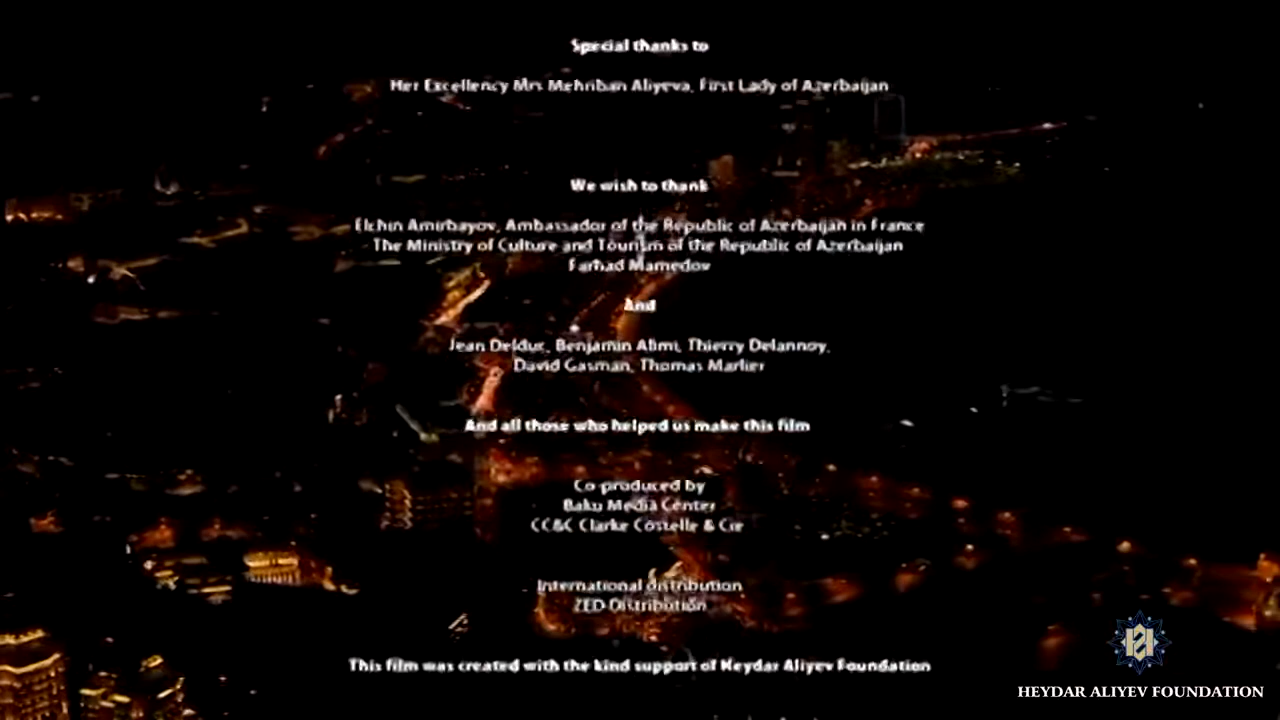 Special thanks to
Her Excellency Mrs Mehriban Aliyeva, First Lady of Azerbaijan
We wish to thank
Elchin Amirbayov, Ambassador of the Republic of Azerbaijan in France
The Ministry of Culture and Tourism of the Republic of Azerbaijan
Farhad Mamedov
And
Jean Delduc, Benjamin Alimi, Thierry Delannoy,
David Gasman, Thomas Marlier
And all those who helped us make this film
Co-produced by
Baku Media Center
CC&C Clarke Costelle & Cie
International distribution
ZED Distribution
This film was created with the kind support of Heydar Aliyev Foundation
HEYDAR ALIYEV FOUNDATION